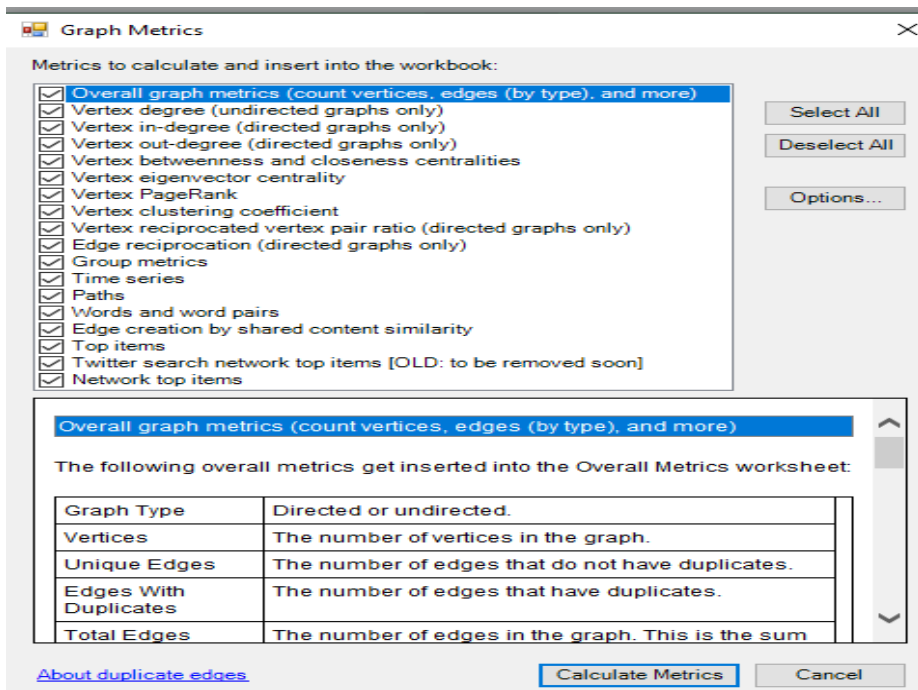 Graph Metrics
Metrics to calculate and insert into the workbook:
Overall graph metrics (count vertices, edges (by type), and more)
Vertex degree (undirected graphs only)
Vertex in-degree (directed graphs only)
Vertex out-degree (directed graphs only)
Vertex betweenness and closeness centralities
Vertex eigenvector centrality
Vertex PageRank
Vertex clustering coefficient
Vertex reciprocated vertex pair ratio (directed graphs only)
Edge reciprocation (directed graphs only)
Group metrics
Time series
Paths
Words and word pairs
Edge creation by shared content similarity
Top items
Twitter search network top items [OLD: to be removed soon]
Network top items
Select All
Deselect All
Options...
Overall graph metrics (count vertices, edges (by type), and more)
The following overall metrics get inserted into the Overall Metrics worksheet:
Graph Type Directed or undirected.
Vertices The number of vertices in the graph.
Unique Edges The number of edges that do not have duplicates.
Edges With The number of edges that have duplicates.
Duplicates
Total Edges The number of edges in the graph. This is the sum
About duplicate edges
Calculate Metrics
Cancel